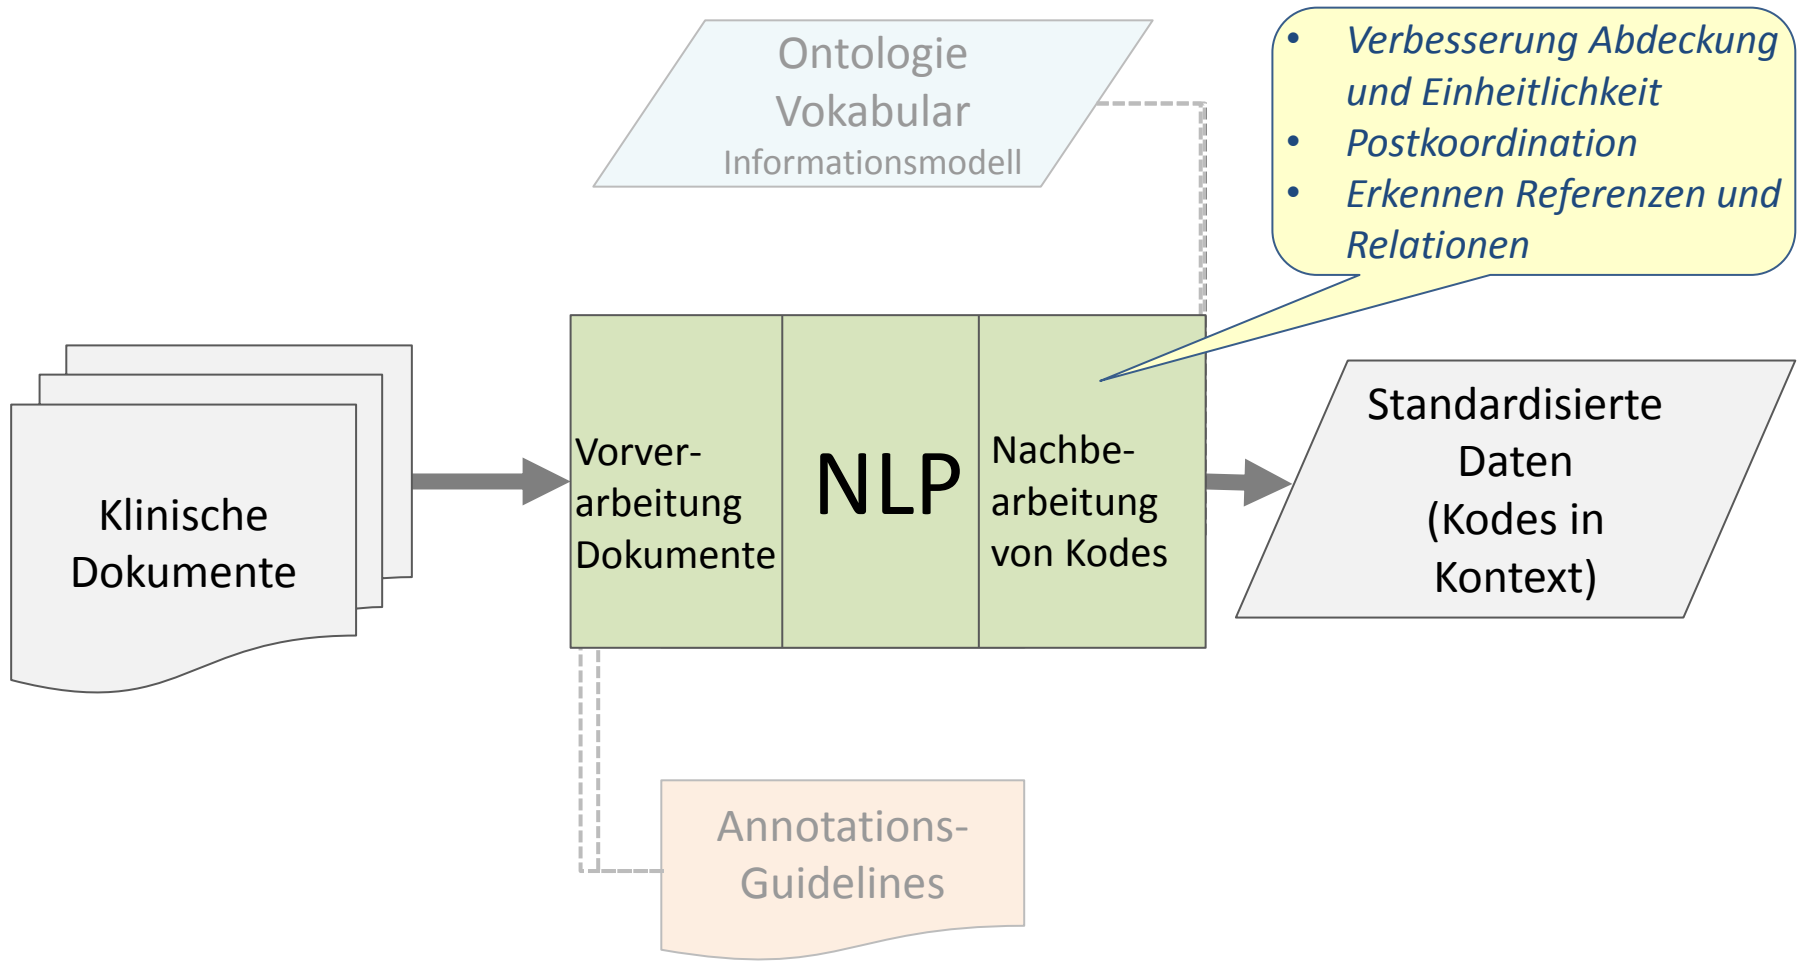 Ontologie
Vokabular
Informationsmodell
• Verbesserung Abdeckung
und Einheitlichkeit
• Postkoordination
• Erkennen Referenzen und
Relationen
Klinische
Dokumente
Vorver-
arbeitung
Dokumente
NLP
Nachbe-
arbeitung
von Kodes
Standardisierte
Daten
(Kodes in
Kontext)
Annotations-
Guidelines